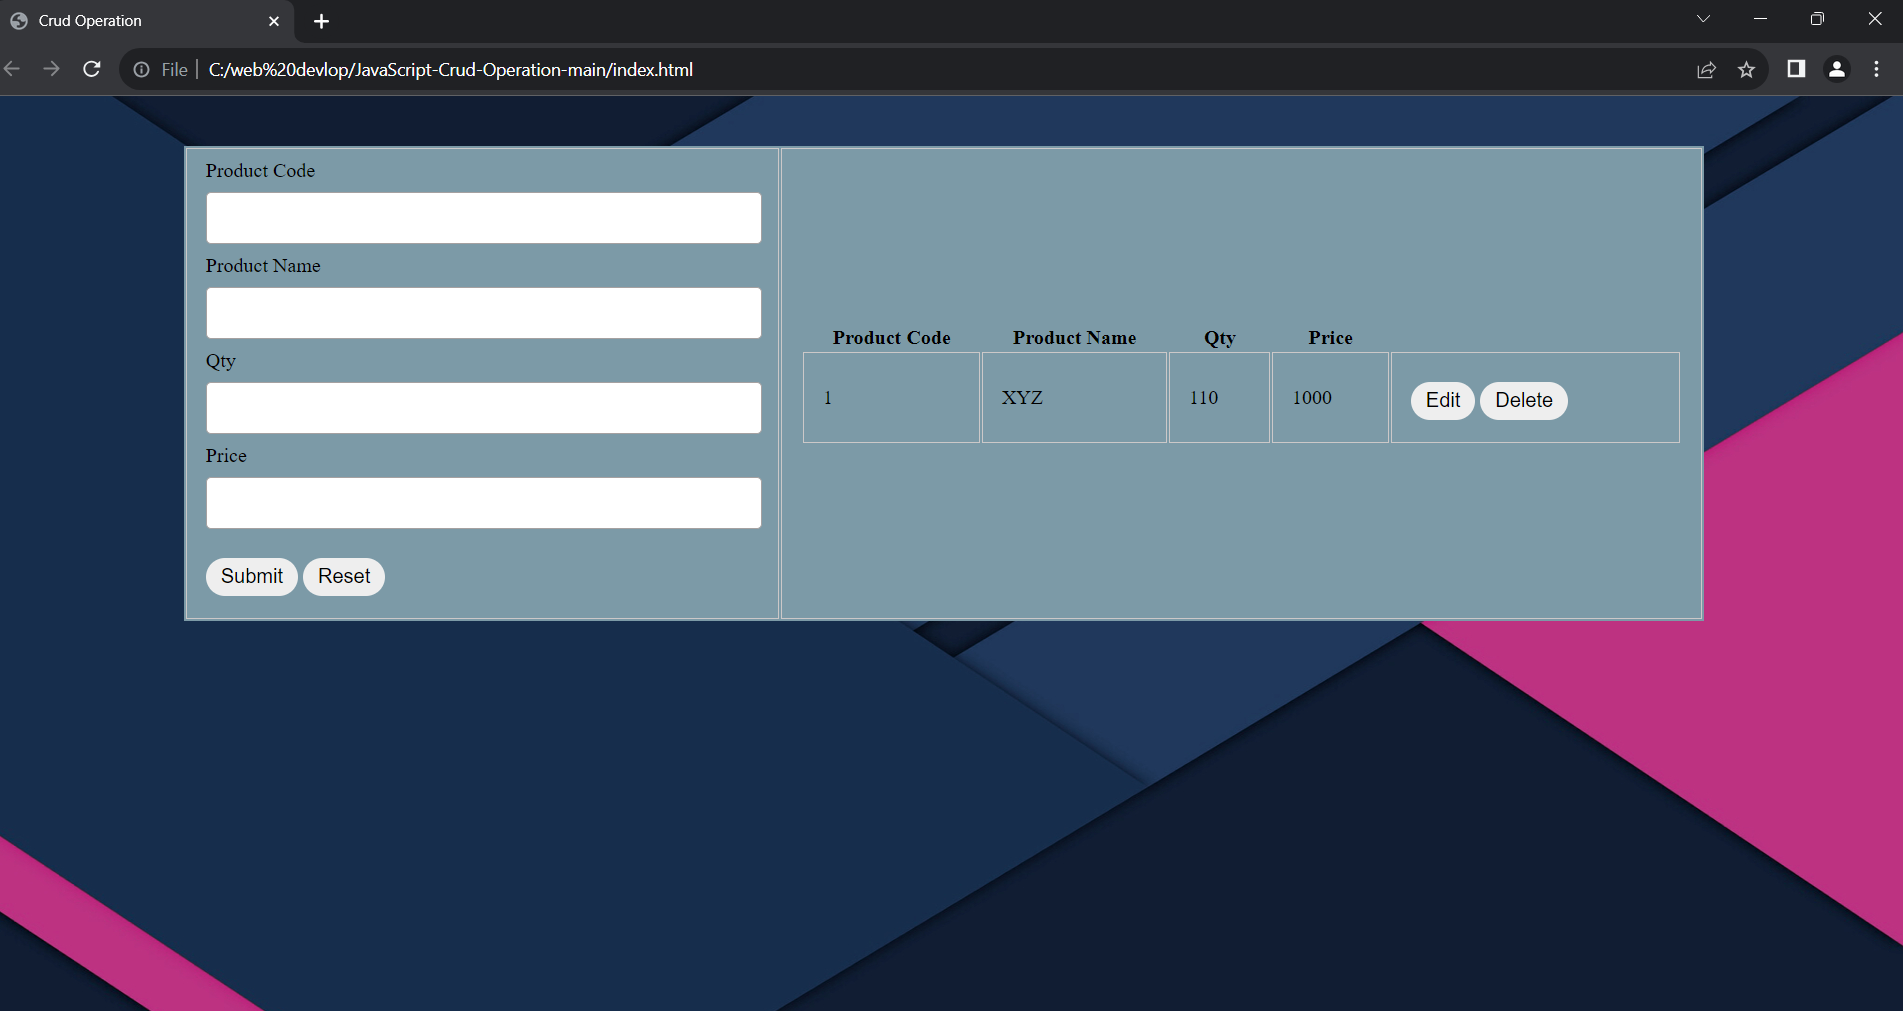 Crud Operation
File C:/web%20devlop/JavaScript-Crud-Operation-main/index.html
Product Code
Product Name
Qty
Price
Submit Reset
Product Code Product Name Qty Price
1 XYZ 110 1000 Edit Delete